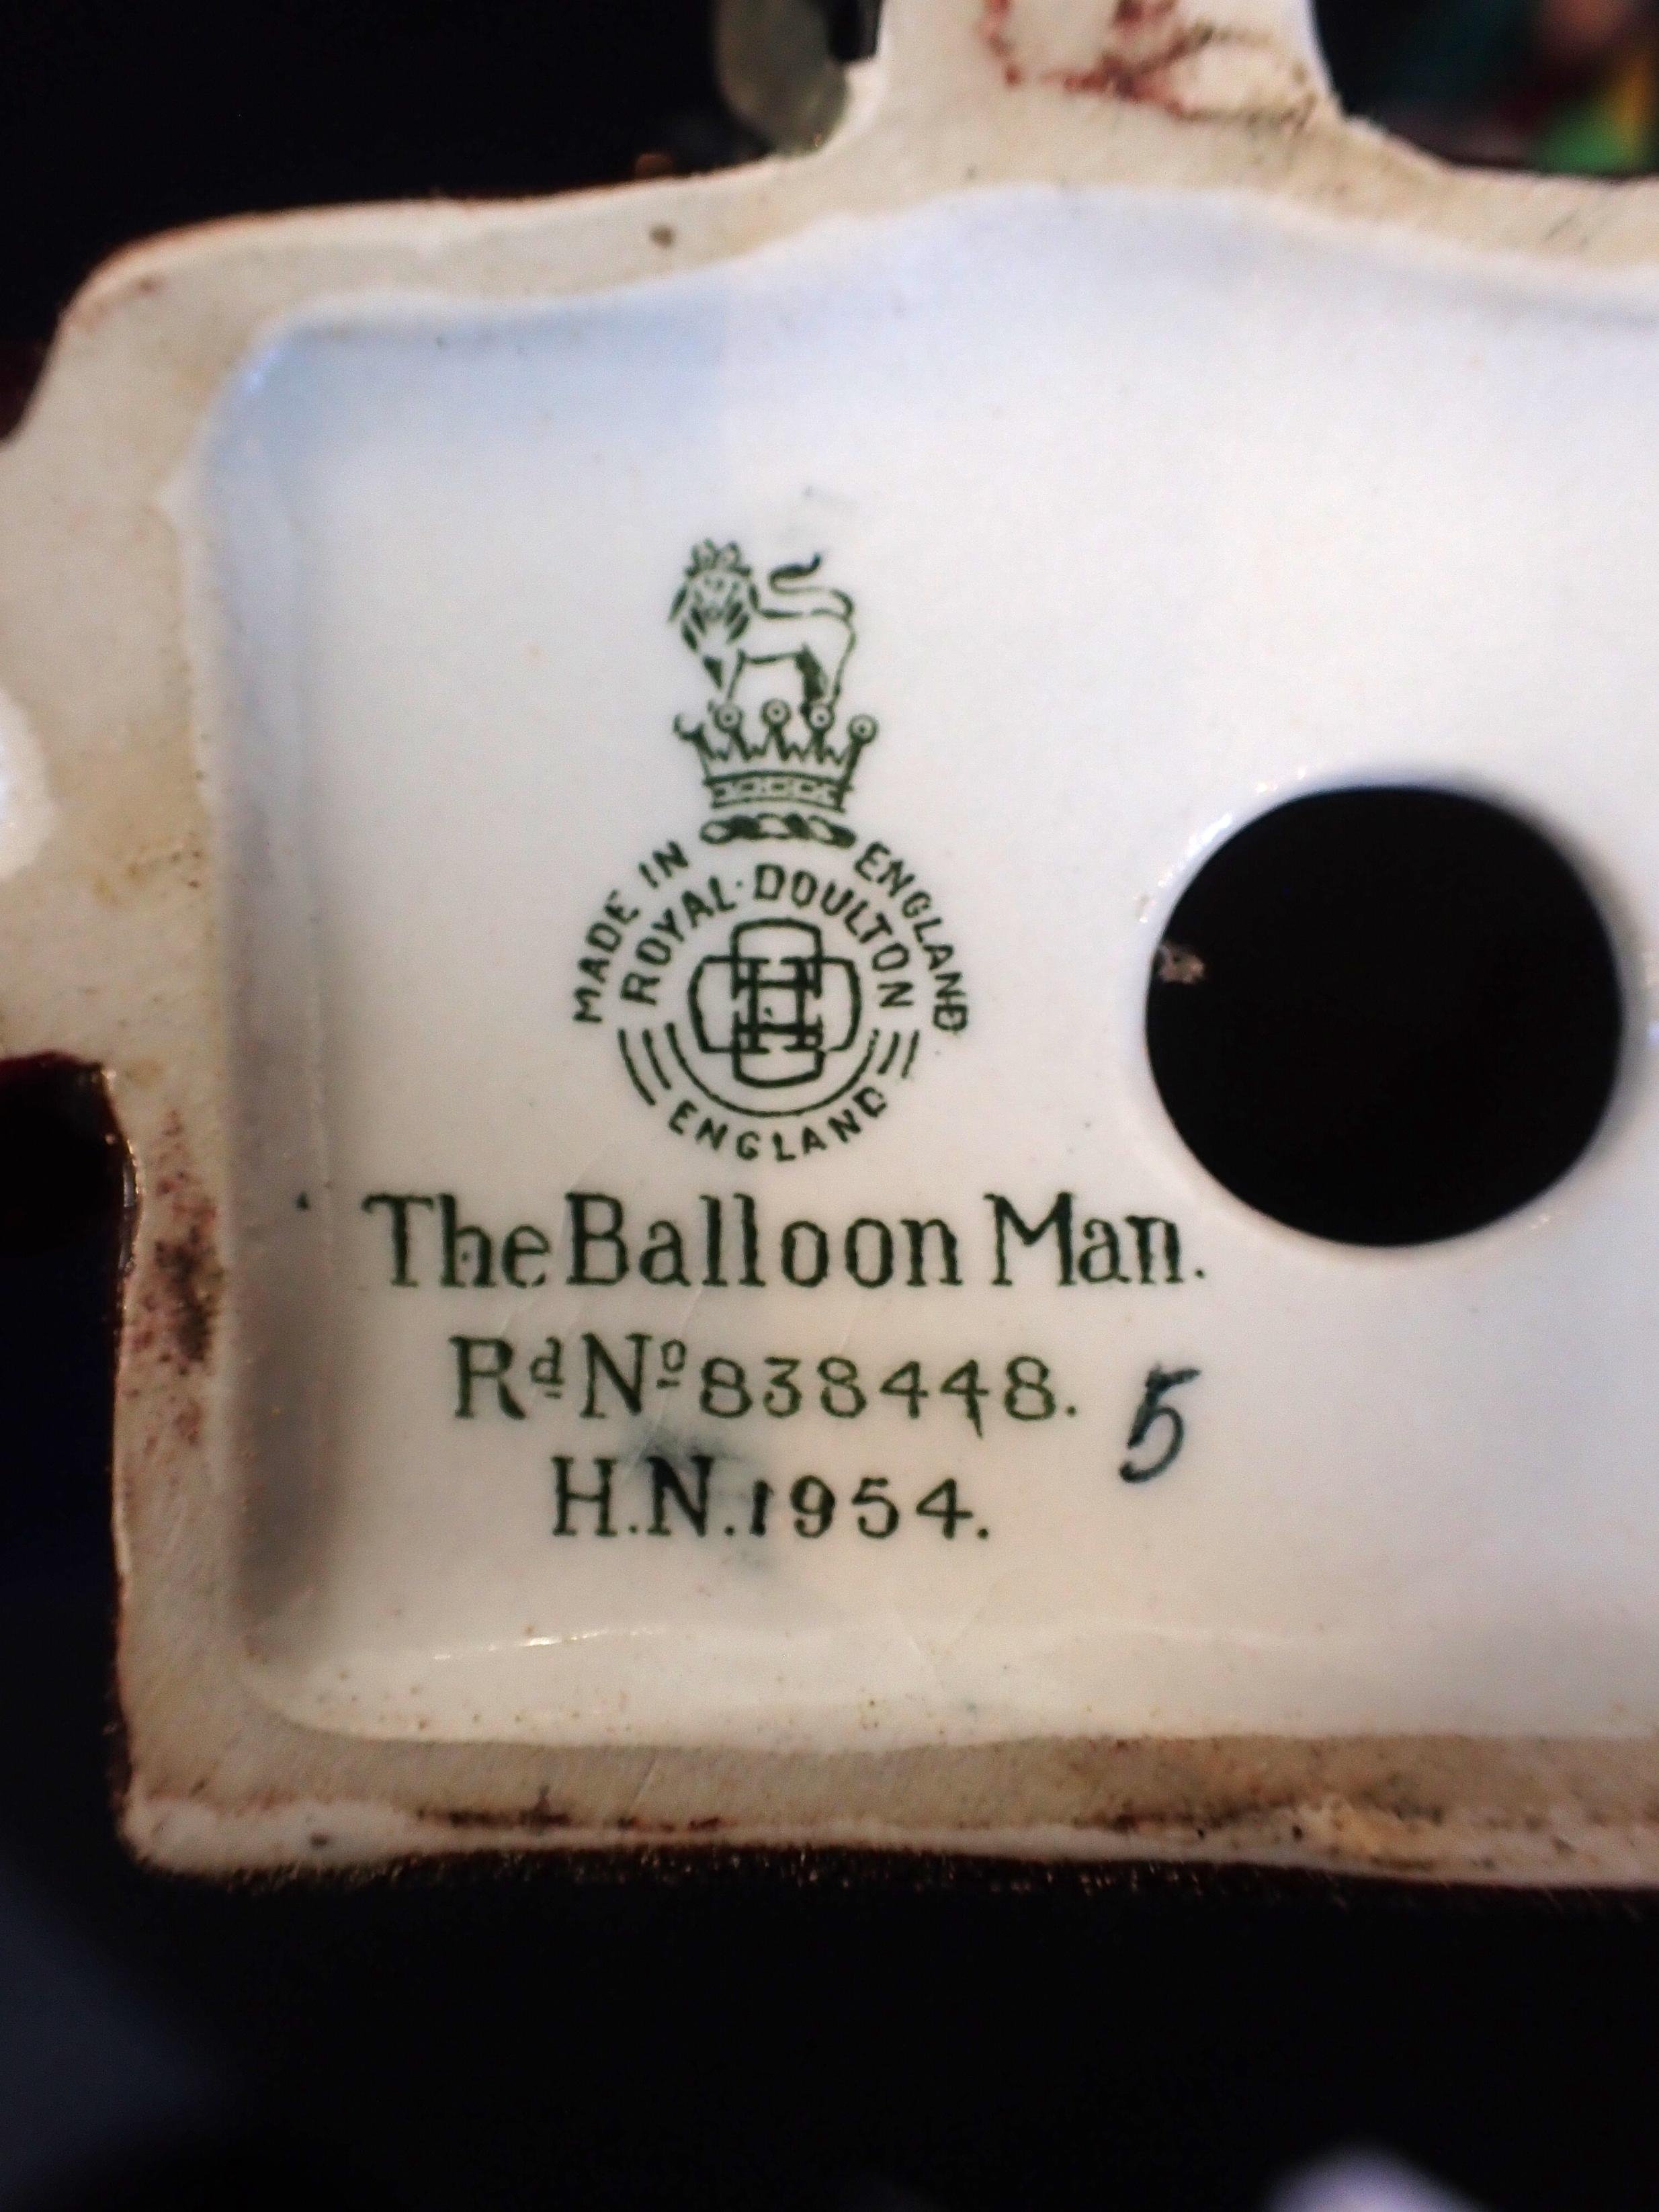 MADE IN ENGLAND
ROYAL·DOULTON
ENGLAND
The Balloon Man.
Rd No 838448.
5
H.N.1954.